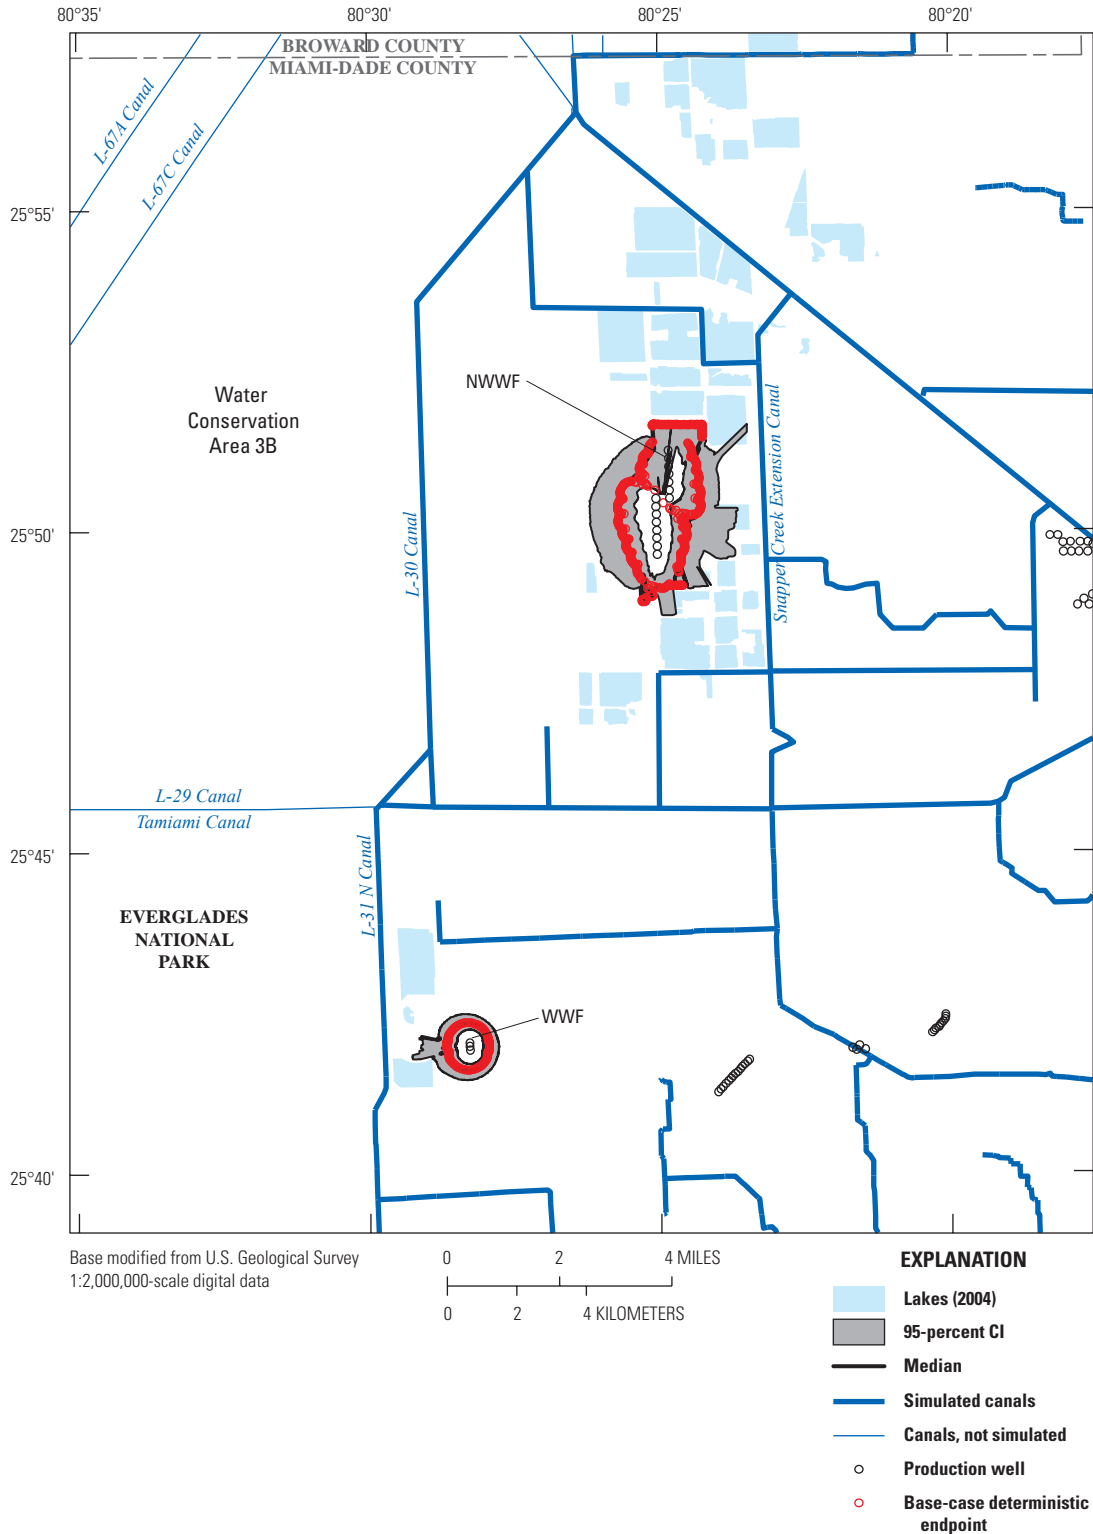 80°35'
80°30'
80°25'
80°20'
BROWARD COUNTY
MIAMI-DADE COUNTY
L-67A Canal
L-67C Canal
25°55'
NWWF
Water
Conservation
Area 3B
Snapper Creek Extension Canal
25°50'
L-30 Canal
L-29 Canal
Tamiami Canal
25°45'
L-31 N Canal
EVERGLADES
NATIONAL
PARK
WWF
25°40'
Base modified from U.S. Geological Survey
1:2,000,000-scale digital data
0 2 4 MILES
0 2 4 KILOMETERS
EXPLANATION
Lakes (2004)
95-percent CI
Median
Simulated canals
Canals, not simulated
Production well
Base-case deterministic
endpoint